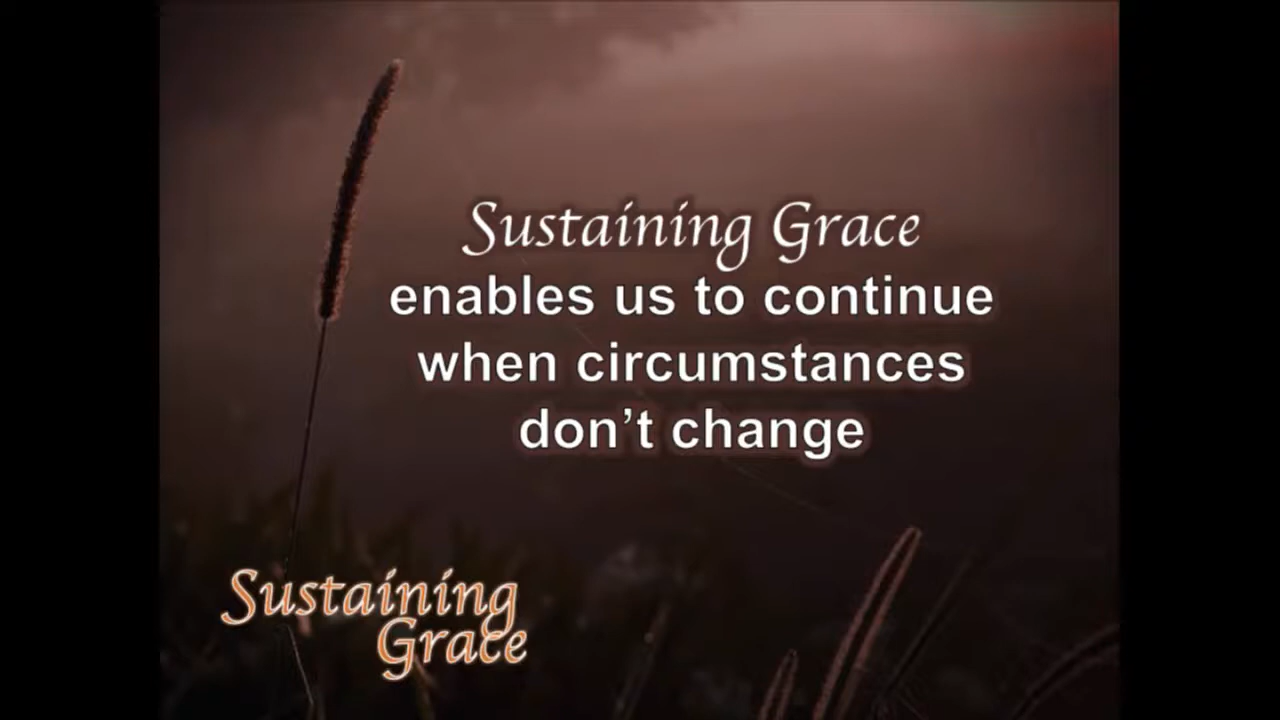 Sustaining Grace
enables us to continue
when circumstances
don’t change
Sustaining
Grace